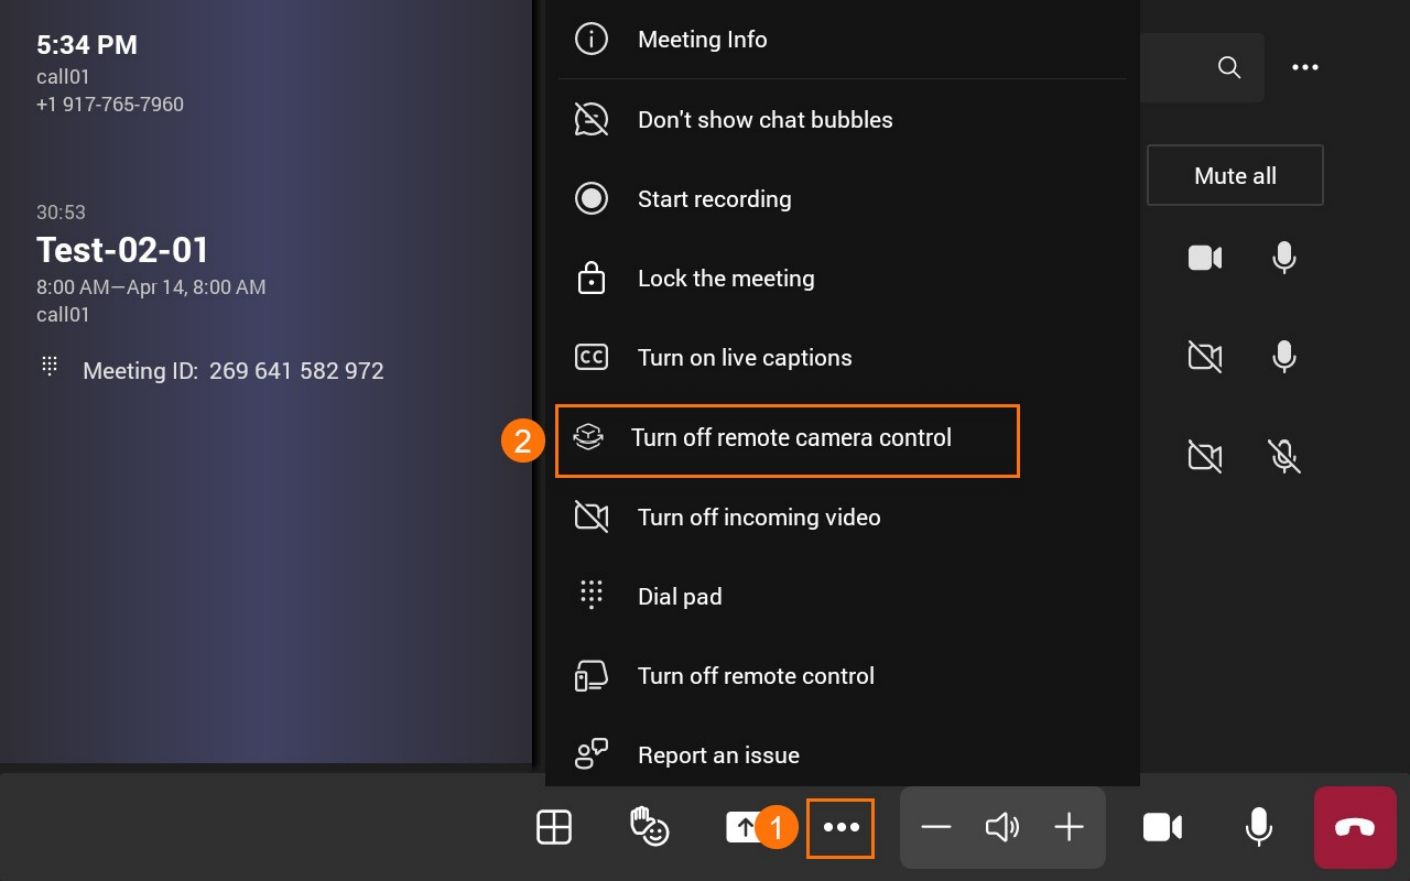 5:34 PM
call01
+1 917-765-7960
30:53
Test-02-01
8:00 AM—Apr 14, 8:00 AM
call01
Meeting ID: 269 641 582 972
Meeting Info
Don't show chat bubbles
Start recording
Lock the meeting
CC Turn on live captions
2 Turn off remote camera control
Turn off incoming video
Dial pad
Turn off remote control
Report an issue
Mute all
1